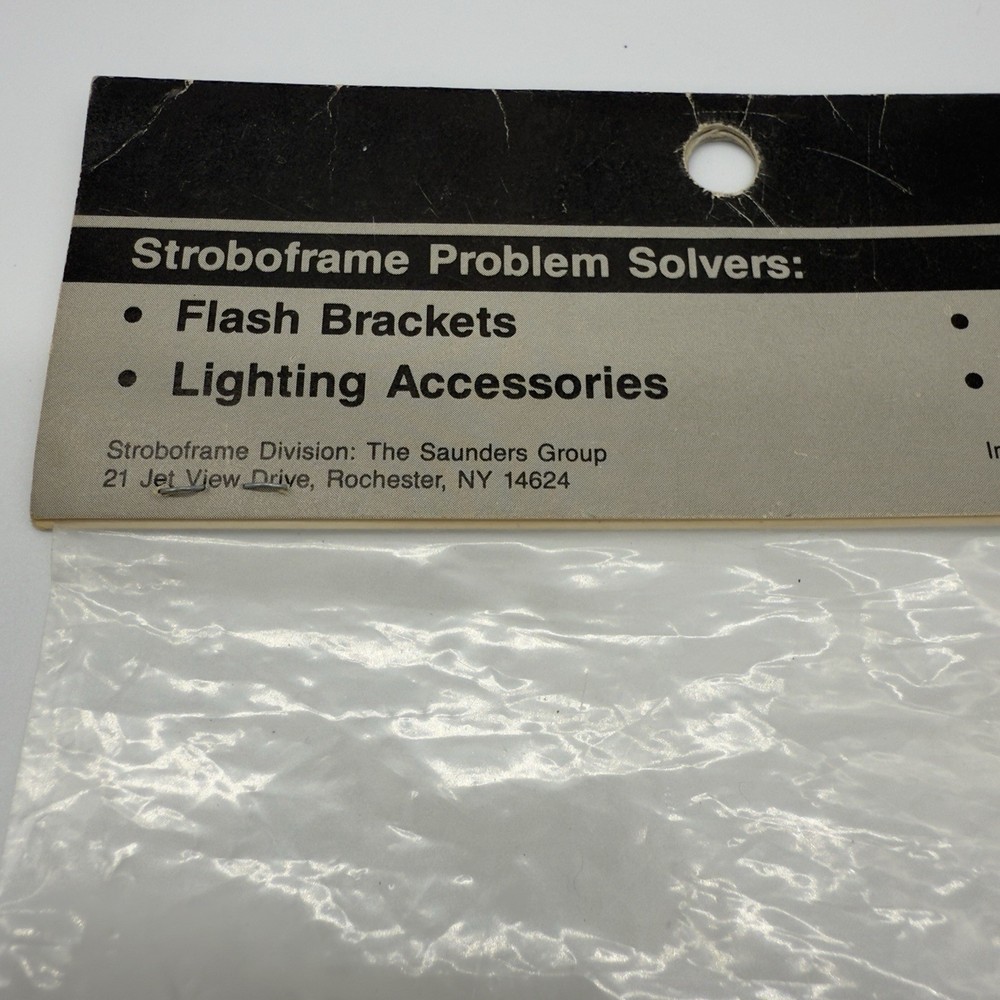 Stroboframe Problem Solvers:
• Flash Brackets
• Lighting Accessories
Stroboframe Division: The Saunders Group
21 Jet View Drive, Rochester, NY 14624